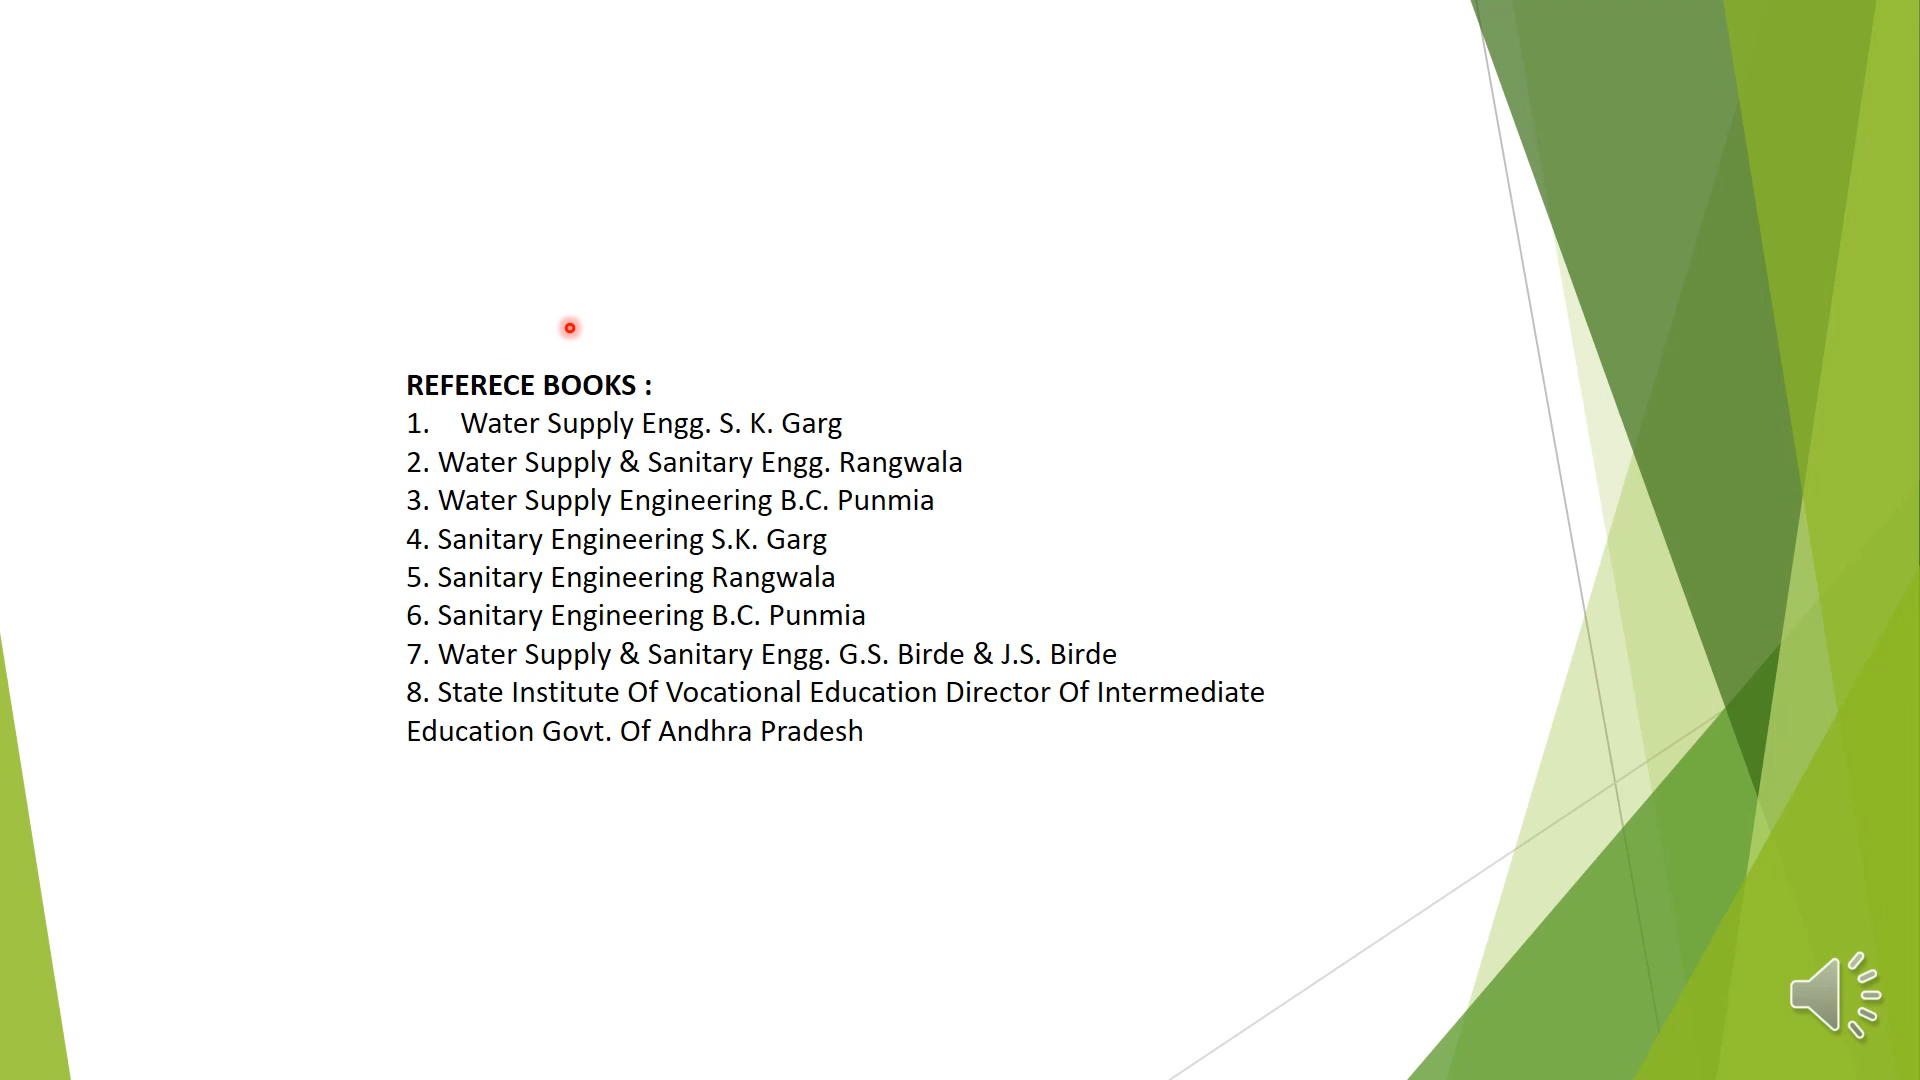 REFERECE BOOKS :
1. Water Supply Engg. S. K. Garg
2. Water Supply & Sanitary Engg. Rangwala
3. Water Supply Engineering B.C. Punmia
4. Sanitary Engineering S.K. Garg
5. Sanitary Engineering Rangwala
6. Sanitary Engineering B.C. Punmia
7. Water Supply & Sanitary Engg. G.S. Birde & J.S. Birde
8. State Institute Of Vocational Education Director Of Intermediate
Education Govt. Of Andhra Pradesh